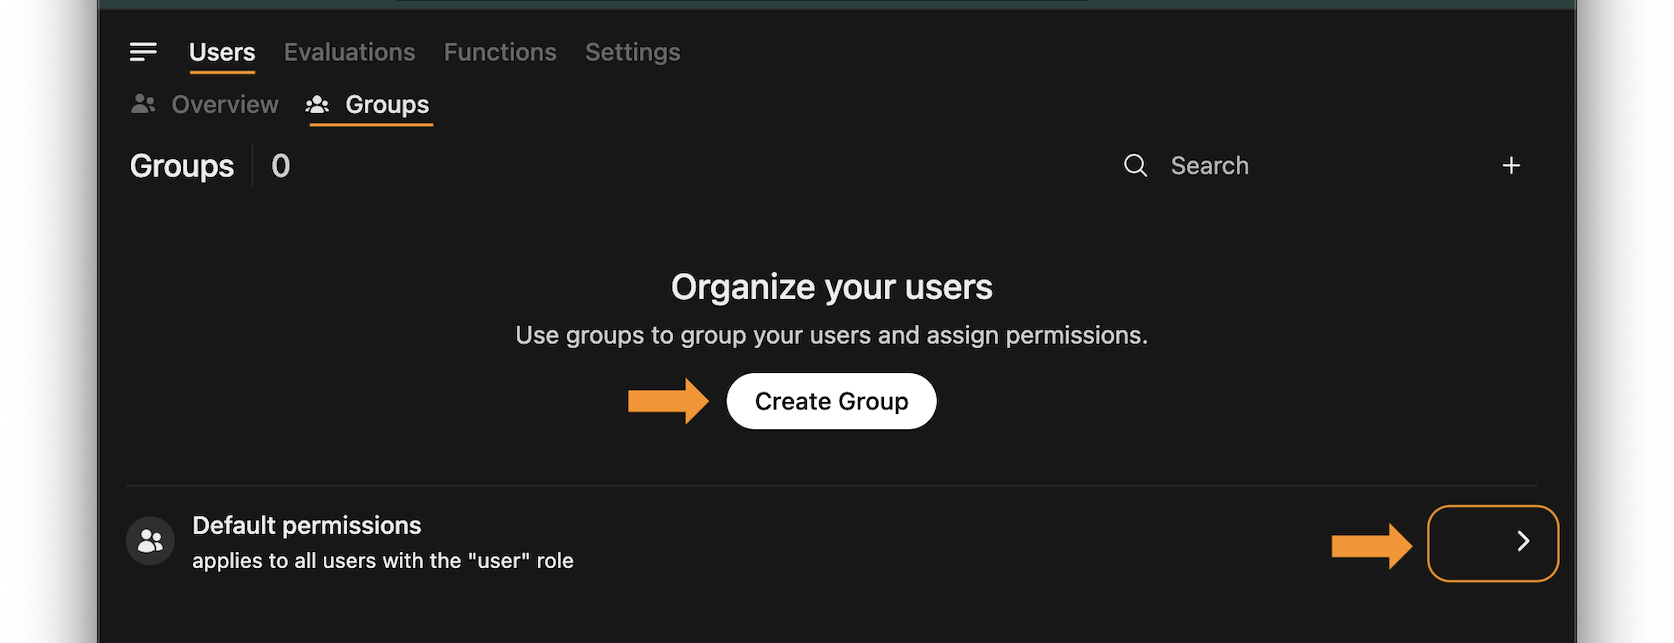 Users Evaluations Functions Settings
Overview Groups
Groups 0 Search +
Organize your users
Use groups to group your users and assign permissions.
Create Group
Default permissions
applies to all users with the "user" role